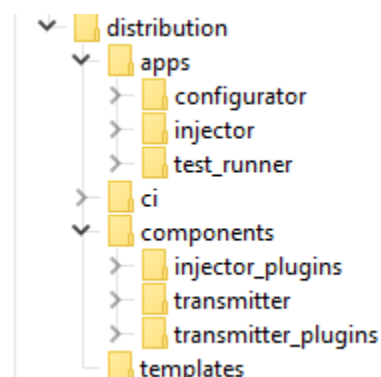 distribution
apps
configurator
injector
test_runner
ci
components
injector_plugins
transmitter
transmitter_plugins
templates